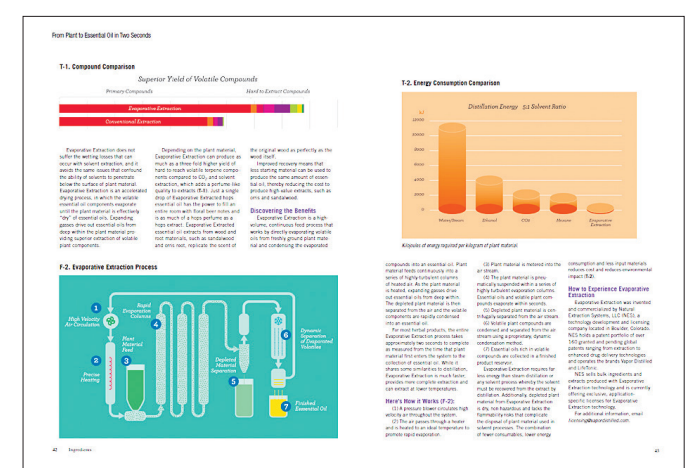 From Plant to Essential Oil in Two Seconds
T-1. Compound Comparison
Superior Yield of Volatile Compounds
Primary Compounds
Hard to Extract Compounds
Evaporative Extraction
Conventional Extraction
Evaporative Extraction does not
suffer the wetting losses that can
occur with solvent extraction, and it
avoids the same issues that confound
the ability of solvents to penetrate
below the surface of plant material.
Evaporative Extraction is an accelerated
drying process, in which the volatile
essential oil components evaporate
until the plant material is effectively
"dry" of essential oils. Expanding
gasses drive out essential oils from
deep within the plant material pro-
viding superior extraction of volatile
plant components.
Depending on the plant material,
Evaporative Extraction can produce as
much as a three fold higher yield of
hard to reach volatile terpene compo-
nents compared to CO₂ and solvent
extraction, which adds a perfume like
quality to extracts (T-1). Just a single
drop of Evaporative Extracted hops
essential oil has the power to fill an
entire room with floral beer notes and
is as much of a hops perfume as a
hops extract. Evaporative Extracted
essential oil extracts from wood and
root materials, such as sandalwood
and orris root, replicate the scent of
the original wood as perfectly as the
wood itself.
Improved recovery means that
less starting material can be used to
produce the same amount of essen-
tial oil, thereby reducing the cost to
produce high value extracts, such as
orris and sandalwood.
Discovering the Benefits
Evaporative Extraction is a high-
volume, continuous feed process that
works by directly evaporating volatile
oils from freshly ground plant mate-
rial and condensing the evaporated
F-2. Evaporative Extraction Process
1
High Velocity
Air Circulation
2
Precise
Heating
3
Plant
Material
Feed
4
Rapid
Evaporation
Columns
5
Depleted
Material
Separation
6
Dynamic
Separation
of Evaporated
Volatiles
7
Finished
Essential Oil
42 Ingredients
T-2. Energy Consumption Comparison
Distillation Energy 5:1 Solvent Ratio
kJ
12000
10000
8000
6000
4000
2000
0
Water/Steam
Ethanol
CO2
Hexane
Evaporative
Extraction
Kilojoules of energy required per kilogram of plant material
compounds into an essential oil. Plant
material feeds continuously into a
series of highly turbulent columns
of heated air. As the plant material
is heated, expanding gasses drive
out essential oils from deep within.
The depleted plant material is then
separated from the air and the volatile
components are rapidly condensed
into an essential oil.
For most herbal products, the entire
Evaporative Extraction process takes
approximately two seconds to complete
as measured from the time that plant
material first enters the system to the
collection of essential oil. While it
shares some similarities to distillation,
Evaporative Extraction is much faster,
provides more complete extraction and
can extract at lower temperatures.
Here's How it Works (F-2):
(1) A pressure blower circulates high
velocity air throughout the system.
(2) The air passes through a heater
and is heated to an ideal temperature to
promote rapid evaporation.
(3) Plant material is metered into the
air stream.
(4) The plant material is pneu-
matically suspended within a series of
highly turbulent evaporation columns.
Essential oils and volatile plant com-
pounds evaporate within seconds.
(5) Depleted plant material is cen-
trifugally separated from the air stream.
(6) Volatile plant compounds are
condensed and separated from the air
stream using a proprietary, dynamic
condensation method.
(7) Essential oils rich in volatile
compounds are collected in a finished
product reservoir.
Evaporative Extraction requires far
less energy than steam distillation or
any solvent process whereby the solvent
must be recovered from the extract by
distillation. Additionally, depleted plant
material from Evaporative Extraction
is dry, non hazardous and lacks the
flammability risks that complicate
the disposal of plant material used in
solvent processes. The combination
of fewer consumables, lower energy
consumption and less input materials
reduces cost and reduces environmental
impact (T-2).
How to Experience Evaporative
Extraction
Evaporative Extraction was invented
and commercialized by Natural
Extraction Systems, LLC (NES), a
technology development and licensing
company located in Boulder, Colorado.
NES holds a patent portfolio of over
140 granted and pending global
patents ranging from extraction to
enhanced drug delivery technologies
and operates the brands Vapor Distilled
and LifeTonic.
NES sells bulk ingredients and
extracts produced with Evaporative
Extraction technology and is currently
offering exclusive, application-
specific licenses for Evaporative
Extraction technology.
For additional information, email